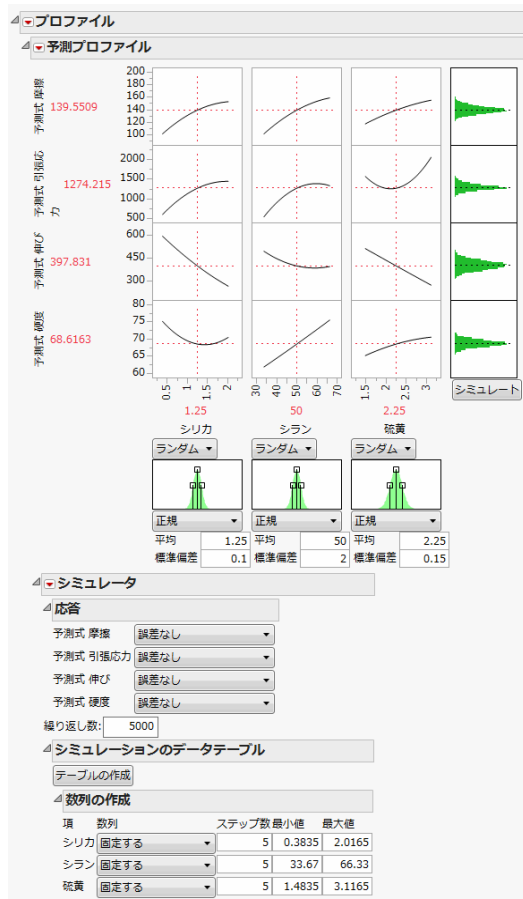 プロファイル
予測プロファイル
予測式 摩擦
139.5509
200
180
160
140
120
100
予測式 引張応力
1274.215
2000
1500
1000
500
予測式 伸び
397.831
600
450
300
予測式 硬度
68.6163
80
75
70
65
60
0.5 1 1.5 2
30 40 50 60 70
1.5 2 2.5 3
シミュレート
1.25 50 2.25
シリカ シラン 硫黄
ランダム ランダム ランダム
正規 正規 正規
平均 1.25 平均 50 平均 2.25
標準偏差 0.1 標準偏差 2 標準偏差 0.15
シミュレータ
応答
予測式 摩擦 誤差なし
予測式 引張応力 誤差なし
予測式 伸び 誤差なし
予測式 硬度 誤差なし
繰り返し数: 5000
シミュレーションのデータテーブル
テーブルの作成
数列の作成
項 数列 ステップ数 最小値 最大値
シリカ 固定する 5 0.3835 2.0165
シラン 固定する 5 33.67 66.33
硫黄 固定する 5 1.4835 3.1165